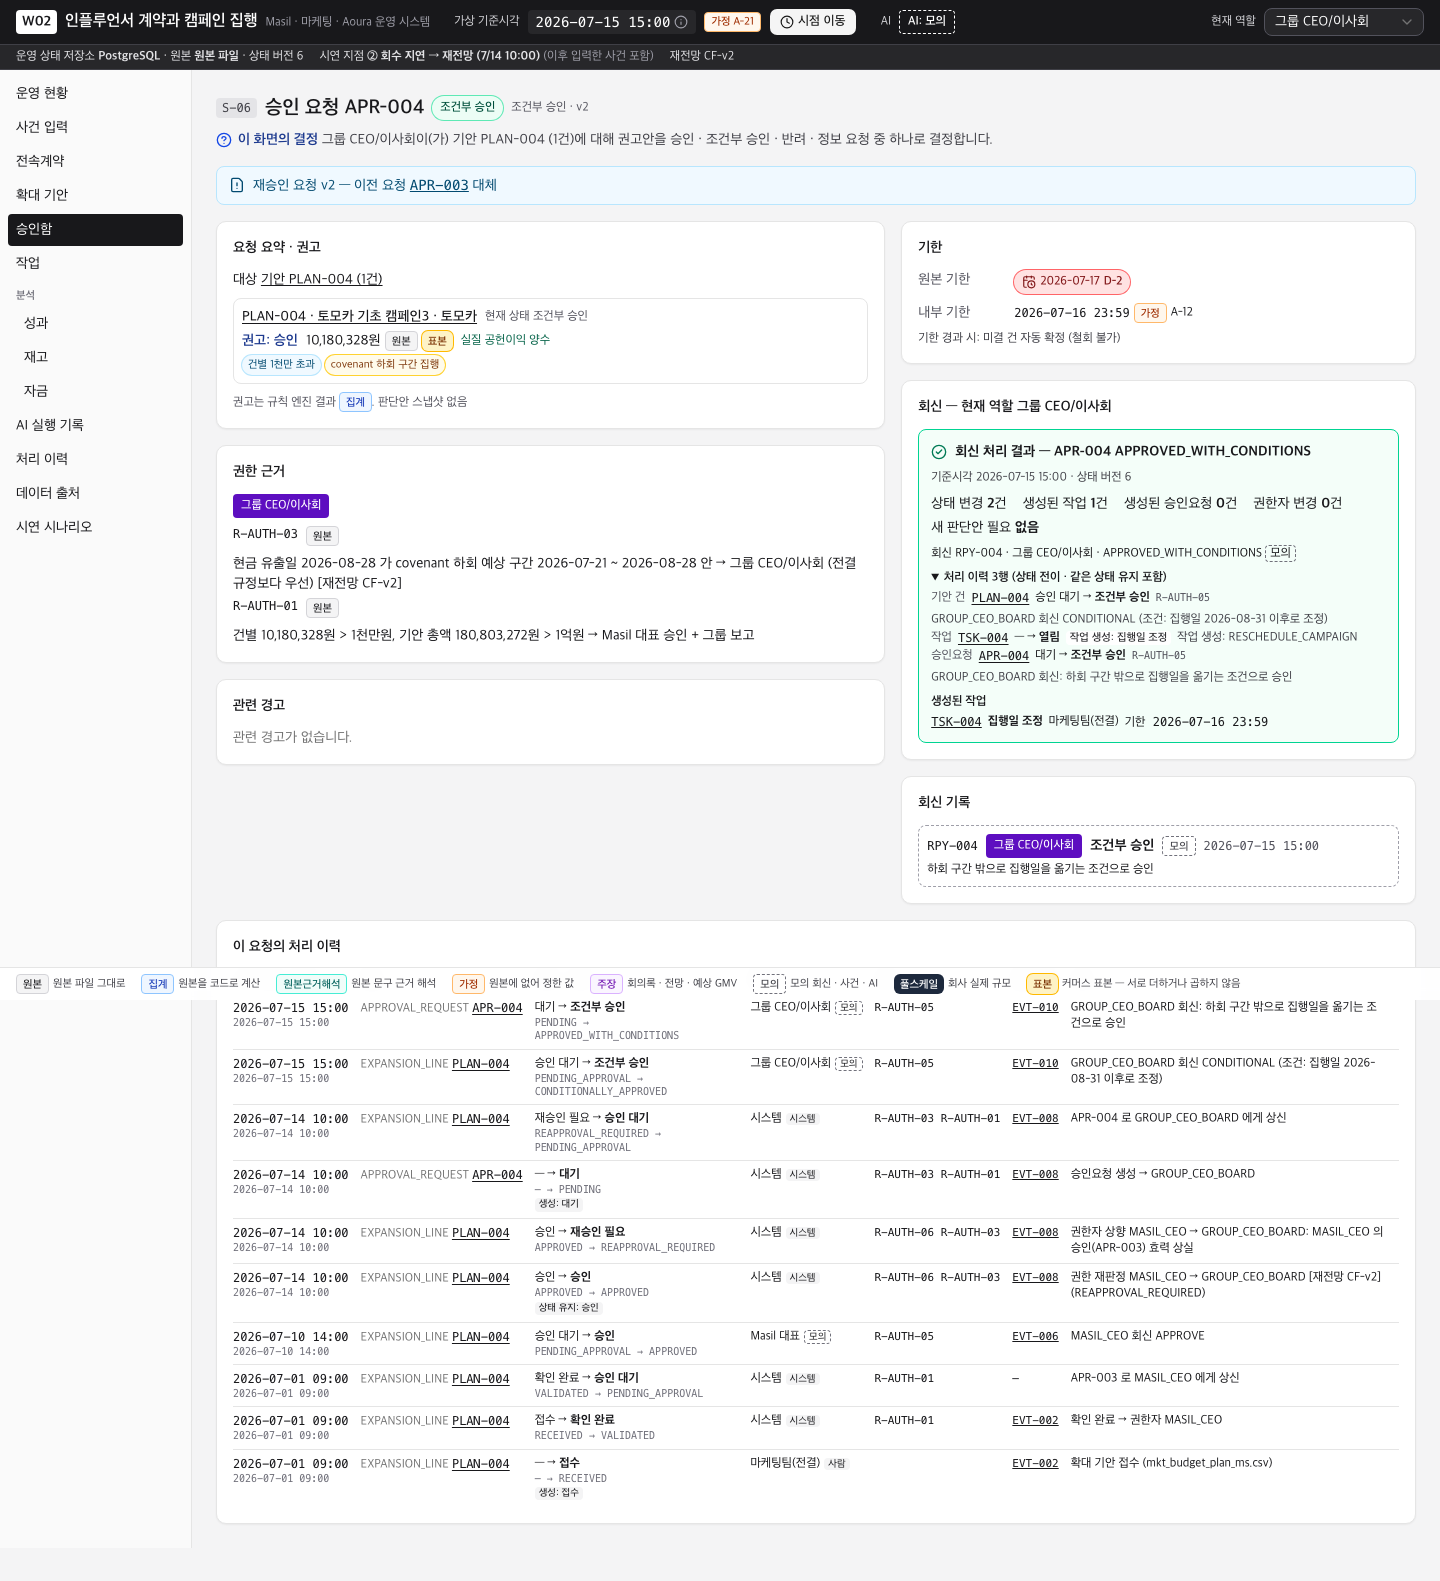 W02 인플루언서 계약과 캠페인 집행 Masil · 마케팅 · Aoura 운영 시스템 가상 기준시각 2026-07-15 15:00 가정 A-21 시점 이동 AI AI: 모의 현재 역할 그룹 CEO/이사회
운영 상태 저장소 PostgreSQL · 원본 원본 파일 · 상태 버전 6 시연 지점 ② 회수 지연 → 재전망 (7/14 10:00) (이후 입력한 사건 포함) 재전망 CF-v2
운영 현황
사건 입력
전속계약
확대 기안
승인함
작업
분석
성과
재고
자금
AI 실행 기록
처리 이력
데이터 출처
시연 시나리오
S-06 승인 요청 APR-004 조건부 승인 조건부 승인 · v2
이 화면의 결정 그룹 CEO/이사회이(가) 기안 PLAN-004 (1건)에 대해 권고안을 승인 · 조건부 승인 · 반려 · 정보 요청 중 하나로 결정합니다.
재승인 요청 v2 — 이전 요청 APR-003 대체
요청 요약 · 권고
대상 기안 PLAN-004 (1건)
PLAN-004 · 토모카 기초 캠페인3 · 토모카 현재 상태 조건부 승인
권고: 승인 10,180,328원 원본 표본 실질 공헌이익 양수
건별 1천만 초과 covenant 하회 구간 집행
권고는 규칙 엔진 결과 집계 . 판단안 스냅샷 없음
권한 근거
그룹 CEO/이사회
R-AUTH-03 원본
현금 유출일 2026-08-28 가 covenant 하회 예상 구간 2026-07-21 ~ 2026-08-28 안 → 그룹 CEO/이사회 (전결
규정보다 우선) [재전망 CF-v2]
R-AUTH-01 원본
건별 10,180,328원 > 1천만원, 기안 총액 180,803,272원 > 1억원 → Masil 대표 승인 + 그룹 보고
관련 경고
관련 경고가 없습니다.
기한
원본 기한 2026-07-17 D-2
내부 기한 2026-07-16 23:59 가정 A-12
기한 경과 시: 미결 건 자동 확정 (철회 불가)
회신 — 현재 역할 그룹 CEO/이사회
회신 처리 결과 — APR-004 APPROVED_WITH_CONDITIONS
기준시각 2026-07-15 15:00 · 상태 버전 6
상태 변경 2건 생성된 작업 1건 생성된 승인요청 0건 권한자 변경 0건
새 판단안 필요 없음
회신 RPY-004 · 그룹 CEO/이사회 · APPROVED_WITH_CONDITIONS 모의
▼ 처리 이력 3행 (상태 전이 · 같은 상태 유지 포함)
기안 건 PLAN-004 승인 대기 → 조건부 승인 R-AUTH-05
GROUP_CEO_BOARD 회신 CONDITIONAL (조건: 집행일 2026-08-31 이후로 조정)
작업 TSK-004 — → 열림 작업 생성: 집행일 조정 작업 생성: RESCHEDULE_CAMPAIGN
승인요청 APR-004 대기 → 조건부 승인 R-AUTH-05
GROUP_CEO_BOARD 회신: 하회 구간 밖으로 집행일을 옮기는 조건으로 승인
생성된 작업
TSK-004 집행일 조정 마케팅팀(전결) 기한 2026-07-16 23:59
회신 기록
RPY-004 그룹 CEO/이사회 조건부 승인 모의 2026-07-15 15:00
하회 구간 밖으로 집행일을 옮기는 조건으로 승인
이 요청의 처리 이력
원본 원본 파일 그대로 집계 원본을 코드로 계산 원본근거해석 원본 문구 근거 해석 가정 원본에 없어 정한 값 주장 회의록 · 전망 · 예상 GMV 모의 모의 회신 · 사건 · AI 풀스케일 회사 실제 규모 표본 커머스 표본 — 서로 더하거나 곱하지 않음
2026-07-15 15:00 APPROVAL_REQUEST APR-004 대기 → 조건부 승인 그룹 CEO/이사회 모의 R-AUTH-05 EVT-010 GROUP_CEO_BOARD 회신: 하회 구간 밖으로 집행일을 옮기는 조
2026-07-15 15:00 PENDING → 건으로 승인
APPROVED_WITH_CONDITIONS
2026-07-15 15:00 EXPANSION_LINE PLAN-004 승인 대기 → 조건부 승인 그룹 CEO/이사회 모의 R-AUTH-05 EVT-010 GROUP_CEO_BOARD 회신 CONDITIONAL (조건: 집행일 2026-
2026-07-15 15:00 PENDING_APPROVAL → 08-31 이후로 조정)
CONDITIONALLY_APPROVED
2026-07-14 10:00 EXPANSION_LINE PLAN-004 재승인 필요 → 승인 대기 시스템 시스템 R-AUTH-03 R-AUTH-01 EVT-008 APR-004 로 GROUP_CEO_BOARD 에게 상신
2026-07-14 10:00 REAPPROVAL_REQUIRED →
PENDING_APPROVAL
2026-07-14 10:00 APPROVAL_REQUEST APR-004 — → 대기 시스템 시스템 R-AUTH-03 R-AUTH-01 EVT-008 승인요청 생성 → GROUP_CEO_BOARD
2026-07-14 10:00 — → PENDING
생성: 대기
2026-07-14 10:00 EXPANSION_LINE PLAN-004 승인 → 재승인 필요 시스템 시스템 R-AUTH-06 R-AUTH-03 EVT-008 권한자 상향 MASIL_CEO → GROUP_CEO_BOARD: MASIL_CEO 의
2026-07-14 10:00 APPROVED → REAPPROVAL_REQUIRED 승인(APR-003) 효력 상실
2026-07-14 10:00 EXPANSION_LINE PLAN-004 승인 → 승인 시스템 시스템 R-AUTH-06 R-AUTH-03 EVT-008 권한 재판정 MASIL_CEO → GROUP_CEO_BOARD [재전망 CF-v2]
2026-07-14 10:00 APPROVED → APPROVED (REAPPROVAL_REQUIRED)
상태 유지: 승인
2026-07-10 14:00 EXPANSION_LINE PLAN-004 승인 대기 → 승인 Masil 대표 모의 R-AUTH-05 EVT-006 MASIL_CEO 회신 APPROVE
2026-07-10 14:00 PENDING_APPROVAL → APPROVED
2026-07-01 09:00 EXPANSION_LINE PLAN-004 확인 완료 → 승인 대기 시스템 시스템 R-AUTH-01 — APR-003 로 MASIL_CEO 에게 상신
2026-07-01 09:00 VALIDATED → PENDING_APPROVAL
2026-07-01 09:00 EXPANSION_LINE PLAN-004 접수 → 확인 완료 시스템 시스템 R-AUTH-01 EVT-002 확인 완료 → 권한자 MASIL_CEO
2026-07-01 09:00 RECEIVED → VALIDATED
2026-07-01 09:00 EXPANSION_LINE PLAN-004 — → 접수 마케팅팀(전결) 사람 EVT-002 확대 기안 접수 (mkt_budget_plan_ms.csv)
2026-07-01 09:00 — → RECEIVED
생성: 접수